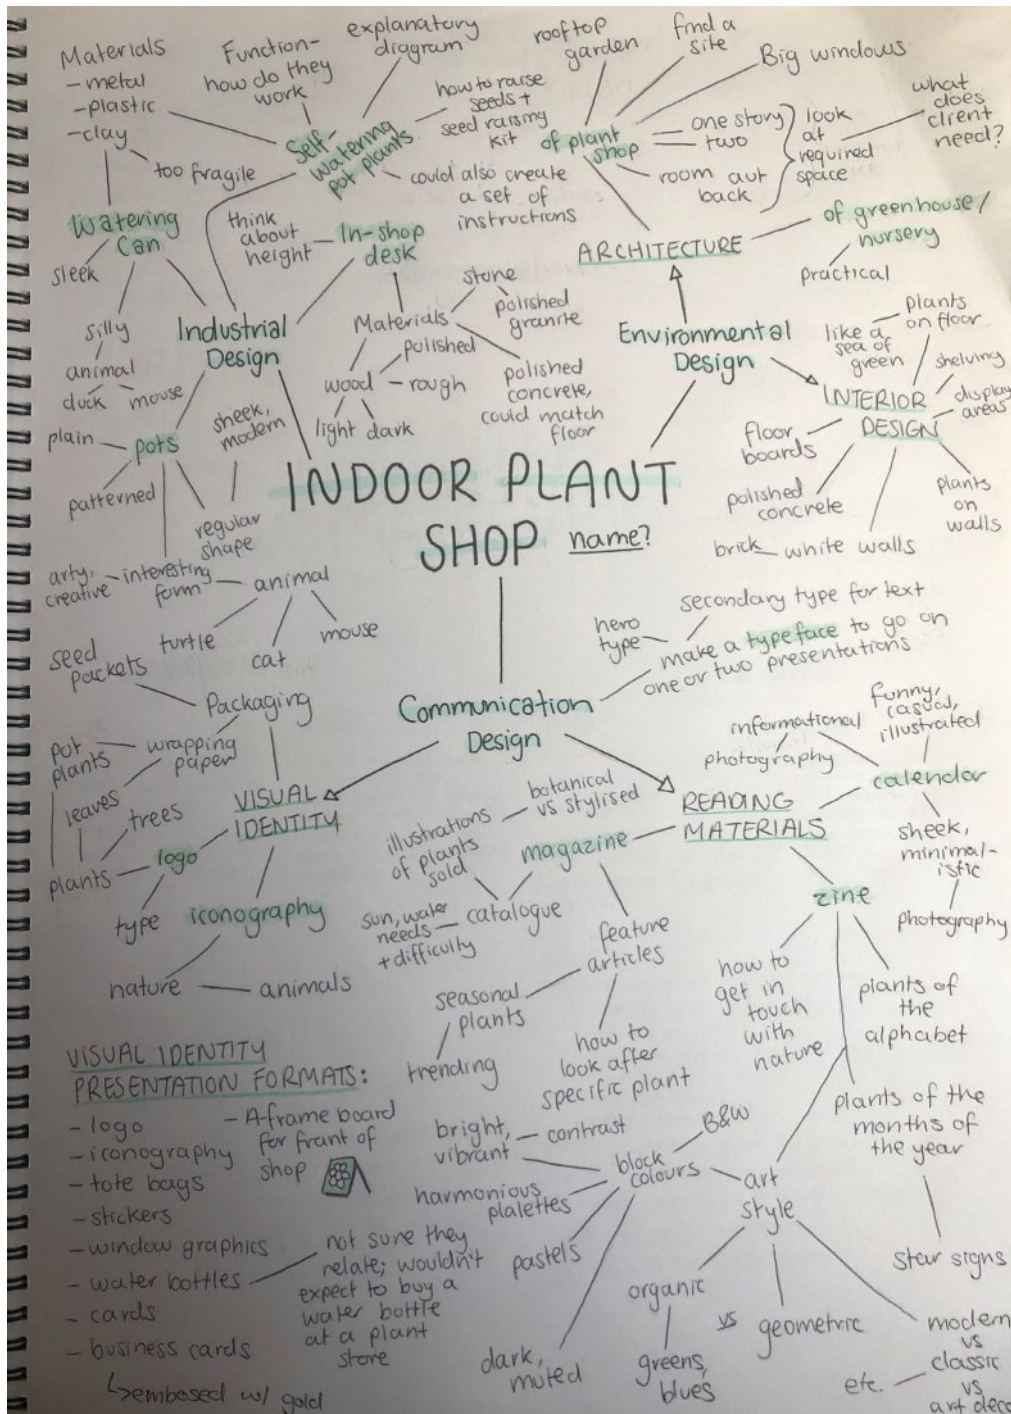 Materials
- metal
- plastic
- clay
too fragile
Function-
how do they
work
explanatory
diagram
how to raise
seeds +
seed raising
kit
Self-
watering
pot plants
could also create
a set of
instructions
rooftop
garden
find a
site
Big windows
of plant
shop
one story
two
room out
back
look
at
required
space
what
does
client
need?
ARCHITECTURE
of greenhouse/
nursery
practical
Watering
Can
sleek
silly
animal
duck
mouse
think
about
height
In-shop
desk
Materials
stone
polished
granite
polished
wood
- rough
light
dark
polished
concrete,
could match
floor
Industrial
Design
Environmental
Design
INTERIOR
DESIGN
like a
sea of
green
plants
on floor
shelving
display
areas
floor
boards
polished
concrete
brick
white walls
plants
on
walls
pots
plain
patterned
sheek,
modern
regular
shape
arty,
creative
interesting
form
animal
turtle
cat
mouse
INDOOR PLANT
SHOP name?
Communication
Design
hero
type
secondary type for text
make a typeface to go on
one or two presentations
seed
packets
Packaging
pot
plants
wrapping
paper
leaves
trees
plants
logo
type
VISUAL
IDENTITY
iconography
nature
animals
READING
MATERIALS
informational
photography
funny,
casual,
illustrated
calendar
sheek,
minimal-
istic
photography
botanical
vs stylised
illustrations
of plants
sold
magazine
catalogue
sun, water
needs
+ difficulty
feature
articles
seasonal
plants
trending
how to
look after
specific plant
zine
how to
get in
touch
with
nature
plants of
the
alphabet
plants of the
months of
the year
star signs
art
style
block
colours
B&W
bright,
vibrant
contrast
harmonious
plalettes
pastels
dark,
muted
organic
vs
geometric
greens,
blues
modern
vs
classic
vs
art deco
etc.
VISUAL IDENTITY
PRESENTATION FORMATS:
- logo
- iconography
- tote bags
- stickers
- window graphics
- water bottles
- cards
- business cards
↳embosed w/ gold
- A-frame board
for front of
shop
not sure they
relate; wouldn't
expect to buy a
water bottle
at a plant
store